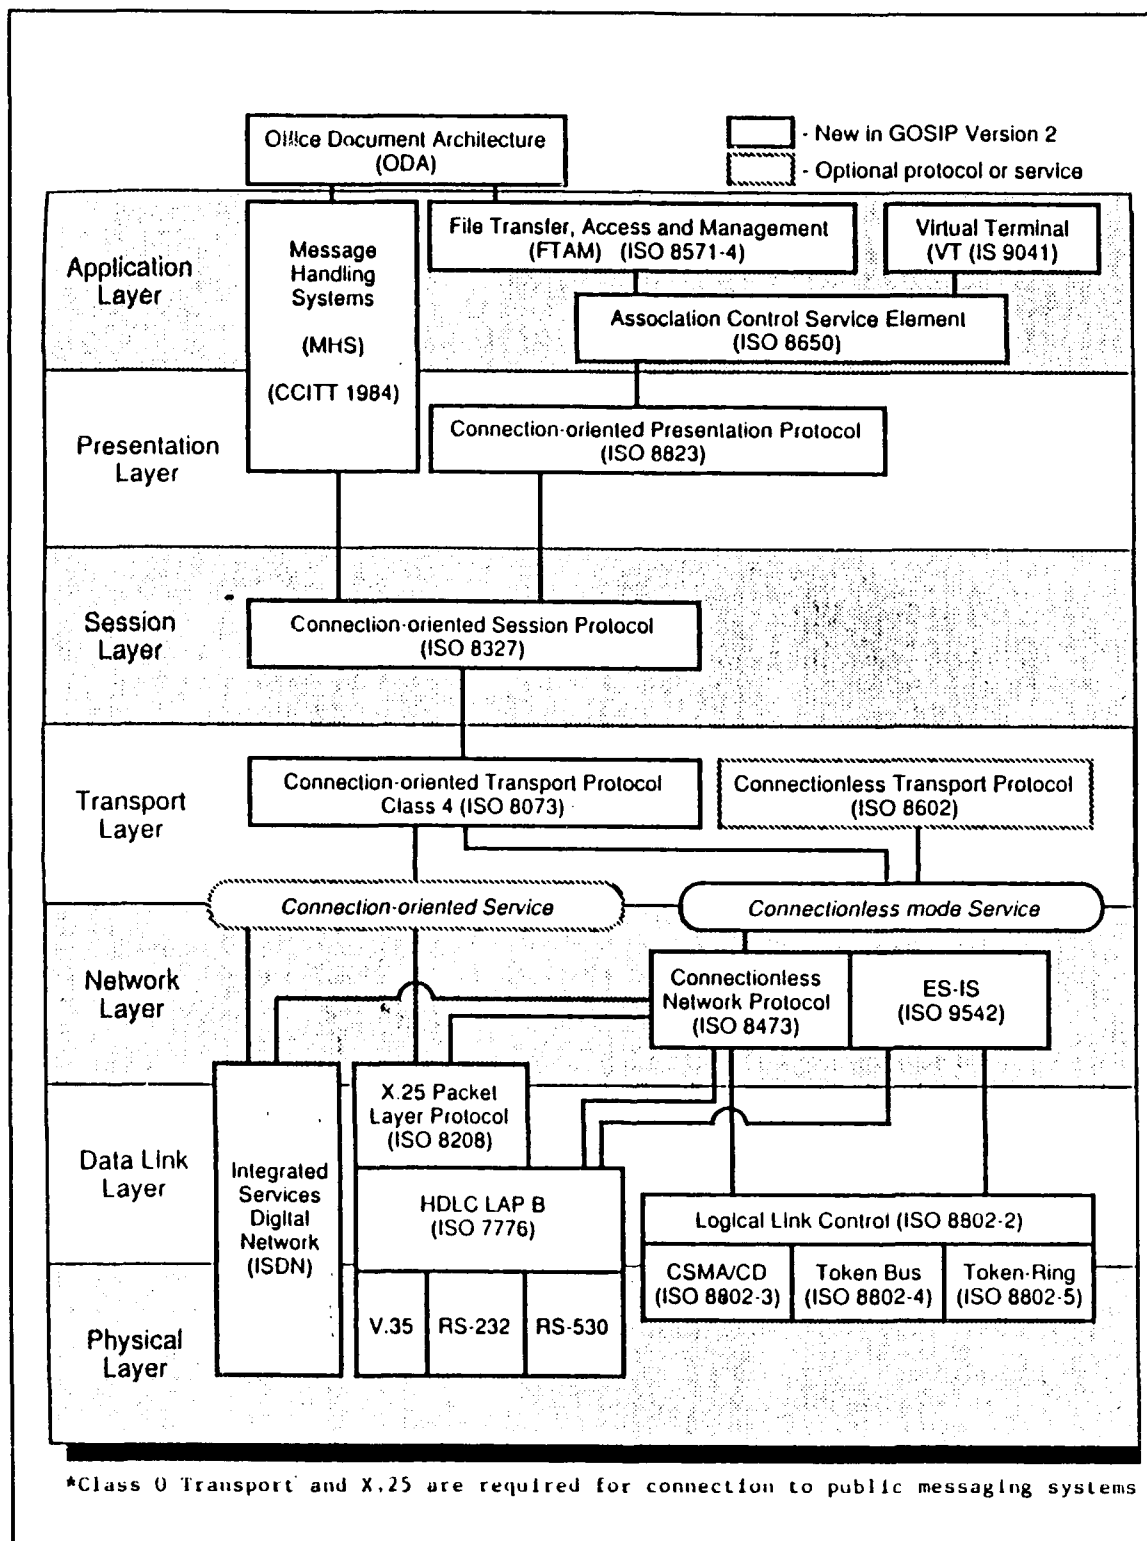 Office Document Architecture
(ODA)
- New in GOSIP Version 2
- Optional protocol or service
Application
Layer
Message
Handling
Systems
(MHS)
(CCITT 1984)
File Transfer, Access and Management
(FTAM) (ISO 8571-4)
Virtual Terminal
(VT (IS 9041)
Association Control Service Element
(ISO 8650)
Presentation
Layer
Connection-oriented Presentation Protocol
(ISO 8823)
Session
Layer
Connection-oriented Session Protocol
(ISO 8327)
Transport
Layer
Connection-oriented Transport Protocol
Class 4 (ISO 8073)
Connectionless Transport Protocol
(ISO 8602)
Connection-oriented Service
Connectionless mode Service
Network
Layer
Connectionless
Network Protocol
(ISO 8473)
ES-IS
(ISO 9542)
Data Link
Layer
Integrated
Services
Digital
Network
(ISDN)
X.25 Packet
Layer Protocol
(ISO 8208)
HDLC LAP B
(ISO 7776)
Logical Link Control (ISO 8802-2)
CSMA/CD
(ISO 8802-3)
Token Bus
(ISO 8802-4)
Token-Ring
(ISO 8802-5)
Physical
Layer
V.35
RS-232
RS-530
*Class 0 Transport and X.25 are required for connection to public messaging systems